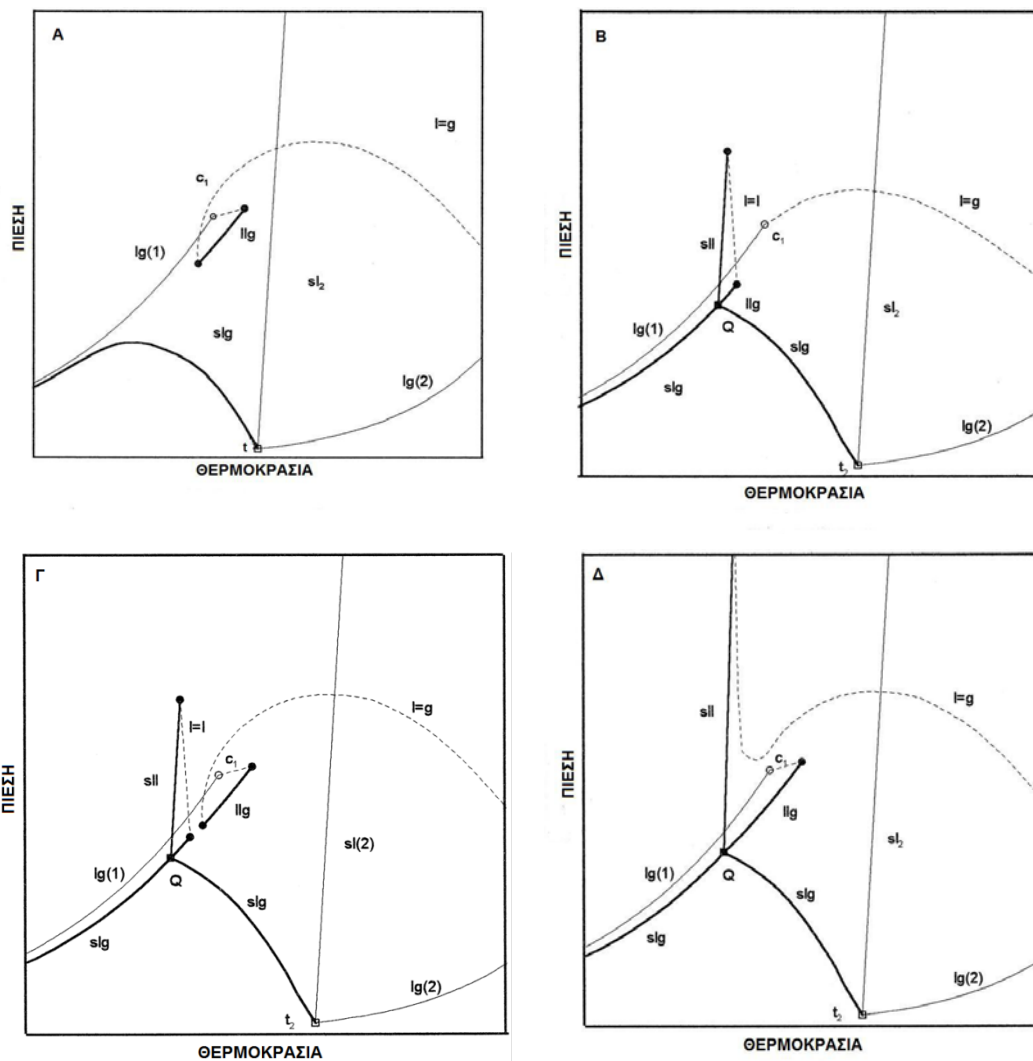 A
l=g
c1
llg
lg(1)
sl2
slg
lg(2)
t
ΠΙΕΣΗ
ΘΕΡΜΟΚΡΑΣΙΑ
B
l=l
l=g
c1
sll
llg
lg(1)
Q
sl2
slg
slg
lg(2)
t2
ΠΙΕΣΗ
ΘΕΡΜΟΚΡΑΣΙΑ
Γ
l=l
l=g
c1
sll
llg
sl(2)
lg(1)
Q
slg
slg
lg(2)
t2
ΠΙΕΣΗ
ΘΕΡΜΟΚΡΑΣΙΑ
Δ
l=g
sll
c1
llg
sl2
lg(1)
Q
slg
slg
lg(2)
t2
ΠΙΕΣΗ
ΘΕΡΜΟΚΡΑΣΙΑ